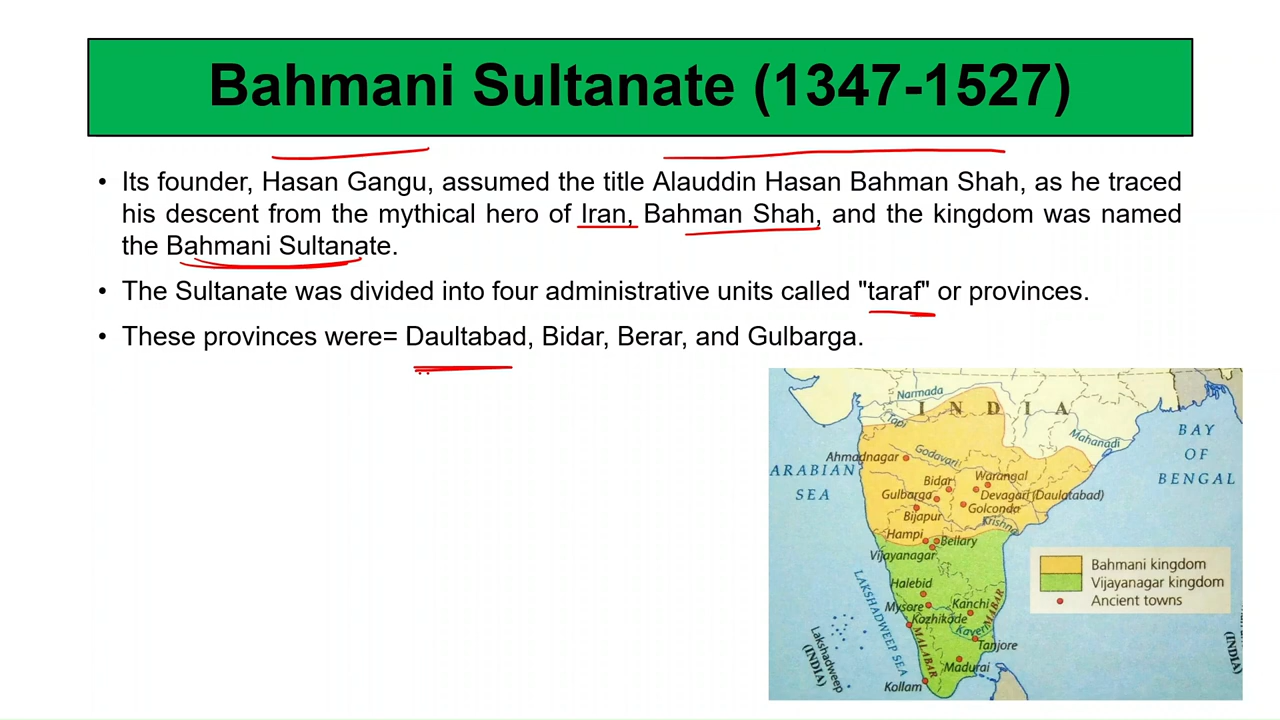 Bahmani Sultanate (1347-1527)
• Its founder, Hasan Gangu, assumed the title Alauddin Hasan Bahman Shah, as he traced
his descent from the mythical hero of Iran, Bahman Shah, and the kingdom was named
the Bahmani Sultanate.
• The Sultanate was divided into four administrative units called "taraf" or provinces.
• These provinces were= Daultabad, Bidar, Berar, and Gulbarga.
Narmada
I N D I A
Tapi
Mahanadi
BAY
OF
BENGAL
ARABIAN
SEA
Ahmadnagar
Godavari
Bidar
Warangal
Gulbarga
Devagari (Daulatabad)
Golconda
Bijapur
Krishna
Hampi
Bellary
Vijayanagar
Bahmani kingdom
Vijayanagar kingdom
Ancient towns
LAKSHADWEEP SEA
Halebid
Mysore
Kanchi
MABAR
Kozhikode
Kaveri
MALABAR
Tanjore
Madurai
Kollam
Lakshadweep
(INDIA)
(INDIA)